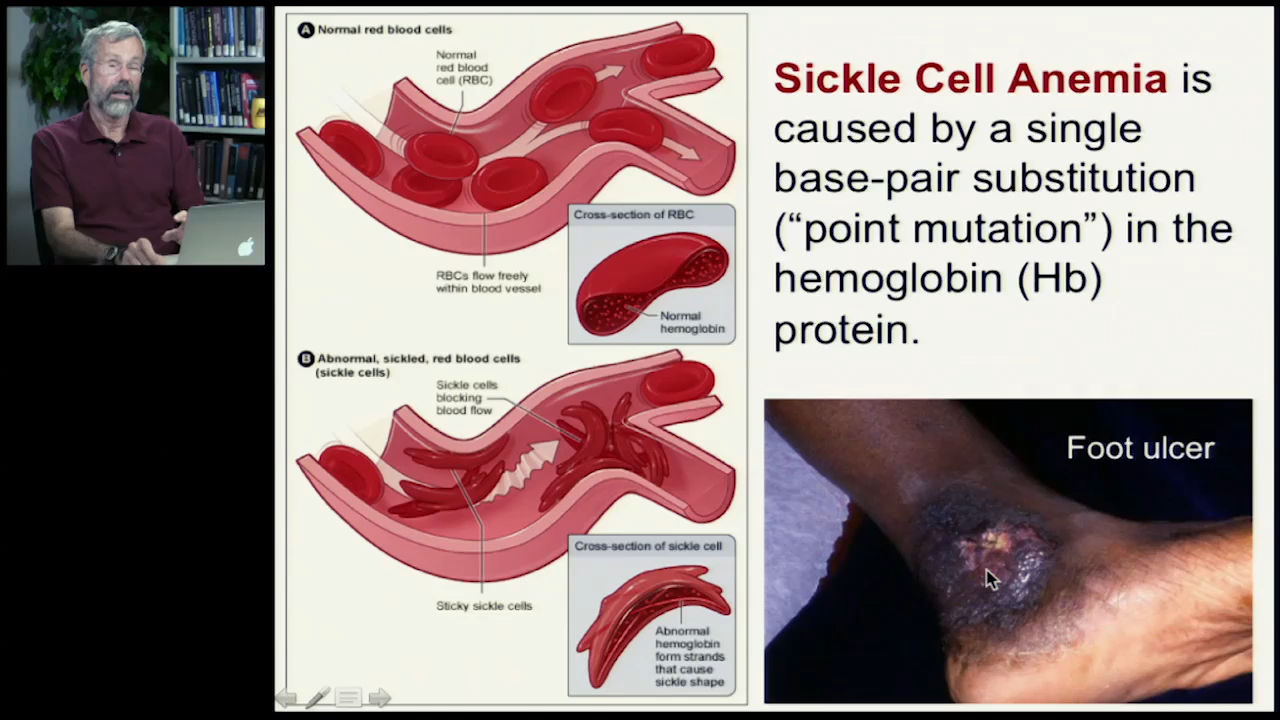 A Normal red blood cells
Normal
red blood
cell (RBC)
RBCs flow freely
within blood vessel
Cross-section of RBC
Normal
hemoglobin
B Abnormal, sickled, red blood cells
(sickle cells)
Sickle cells
blocking
blood flow
Sticky sickle cells
Cross-section of sickle cell
Abnormal
hemoglobin
form strands
that cause
sickle shape
Sickle Cell Anemia is
caused by a single
base-pair substitution
(“point mutation”) in the
hemoglobin (Hb)
protein.
Foot ulcer